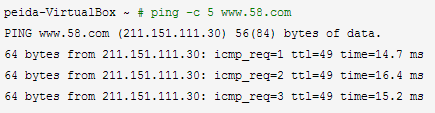 peida-VirtualBox ~ # ping -c 5 www.58.com
PING www.58.com (211.151.111.30) 56(84) bytes of data.
64 bytes from 211.151.111.30: icmp_req=1 ttl=49 time=14.7 ms
64 bytes from 211.151.111.30: icmp_req=2 ttl=49 time=16.4 ms
64 bytes from 211.151.111.30: icmp_req=3 ttl=49 time=15.2 ms